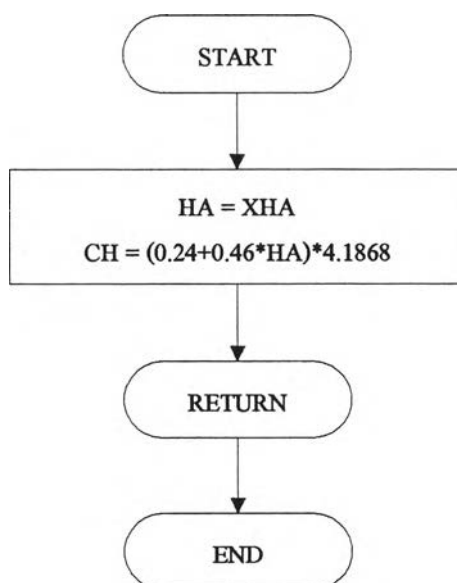 START
HA = XHA
CH = (0.24+0.46*HA)*4.1868
RETURN
END